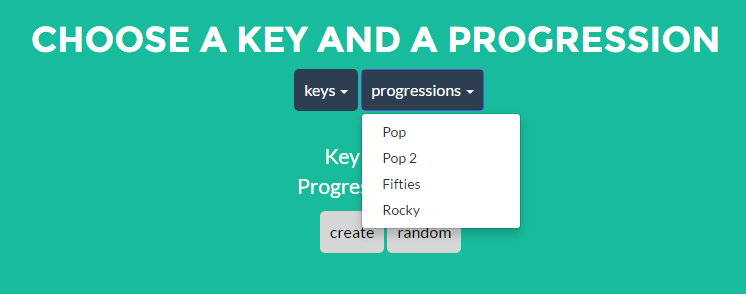 CHOOSE A KEY AND A PROGRESSION
keys progressions
Pop
Pop 2
Key
Fifties
Progres
Rocky
create random